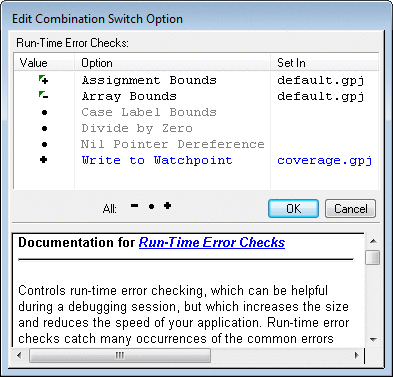 Edit Combination Switch Option
Run-Time Error Checks:
Value Option Set In
Assignment Bounds default.gpj
Array Bounds default.gpj
Case Label Bounds
Divide by Zero
Nil Pointer Dereference
Write to Watchpoint coverage.gpj
All: - • + OK Cancel
Documentation for Run-Time Error Checks
Controls run-time error checking, which can be helpful
during a debugging session, but which increases the size
and reduces the speed of your application. Run-time error
checks catch many occurrences of the common errors